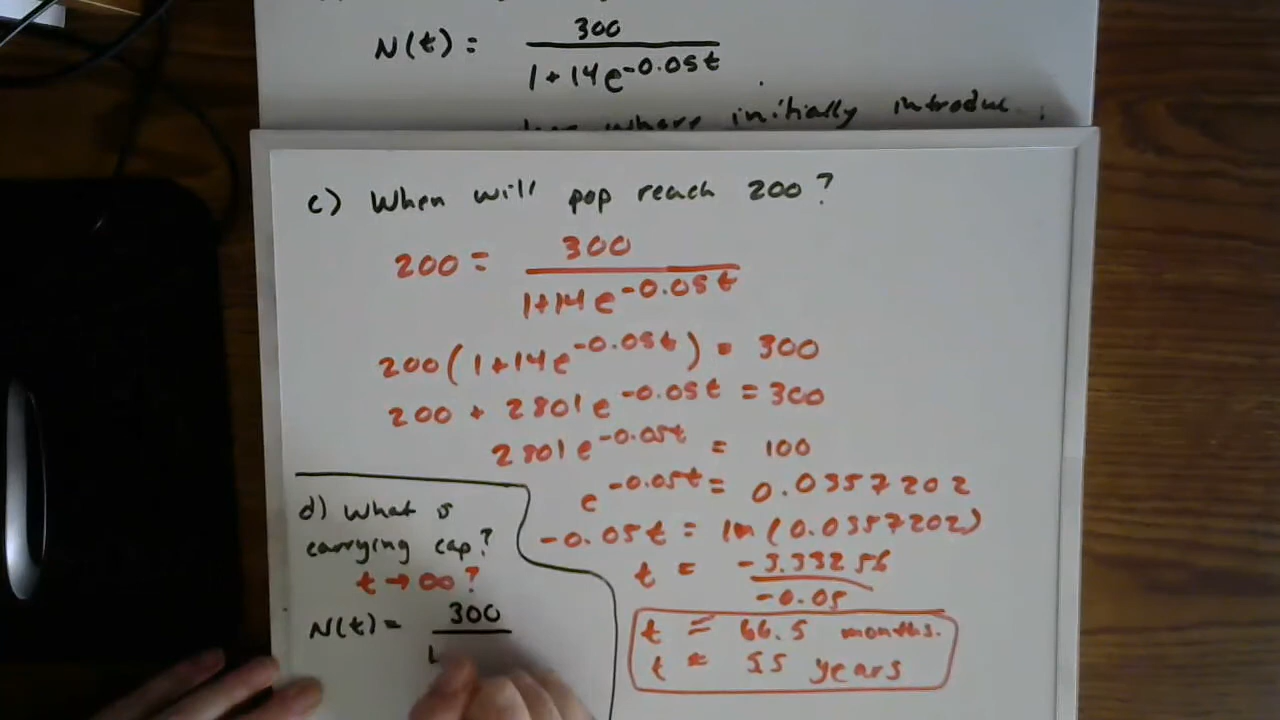 N(t) = 300 / 1 + 14e^-0.05t
where initially introduc
c) When will pop reach 200?
200 = 300 / 1+14e^-0.05t
200(1+14e^-0.05t) = 300
200 + 2801e^-0.05t = 300
2801e^-0.05t = 100
e^-0.05t = 0.0357202
-0.05t = ln(0.0357202)
t = -3.33256 / -0.05
t = 66.5 months.
t ≈ 55 years
d) What is
carrying cap?
t → ∞?
N(t) = 300